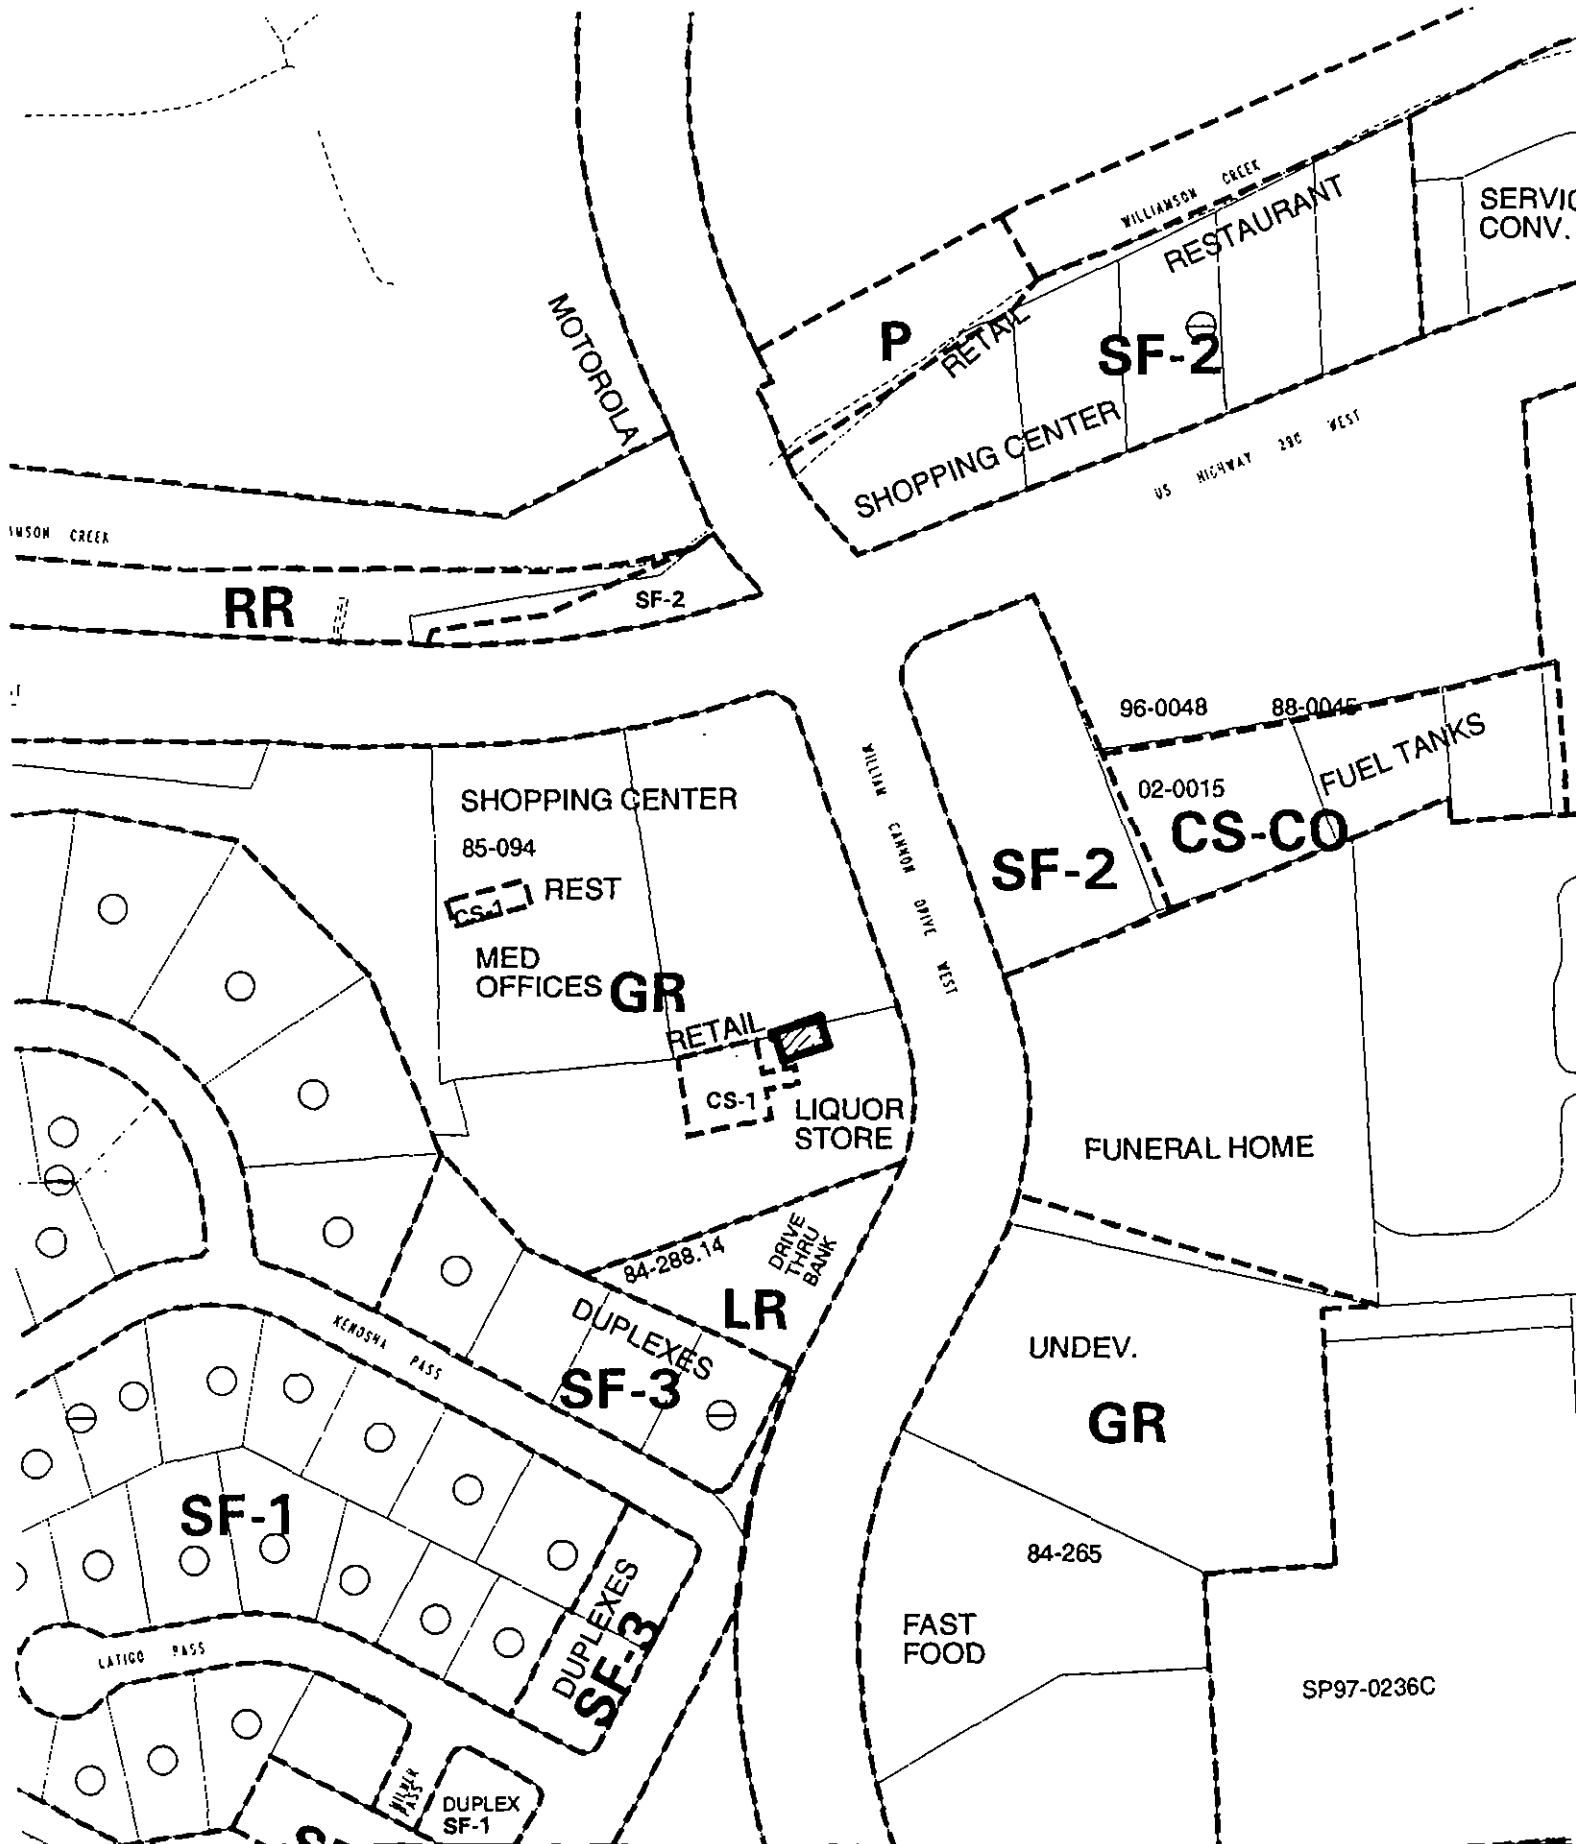 WILLIAMSON CREEK
RESTAURANT
SERVIC
CONV.
MOTOROLA
P
RETAIL
SF-2
SHOPPING CENTER
US HIGHWAY 290 WEST
AMSON CREEK
RR
SF-2
96-0048
88-0045
FUEL TANKS
02-0015
CS-CO
WILLIAM CANNON DRIVE WEST
SF-2
SHOPPING CENTER
85-094
CS-1
REST
MED
OFFICES
GR
RETAIL
CS-1
LIQUOR
STORE
FUNERAL HOME
84-288.14
DRIVE
THRU
BANK
LR
DUPLEXES
SF-3
KENOSHA PASS
UNDEV.
GR
SF-1
84-265
DUPLEXES
SF-3
FAST
FOOD
LATIGO PASS
SP97-0236C
PASS
DUPLEX
SF-1